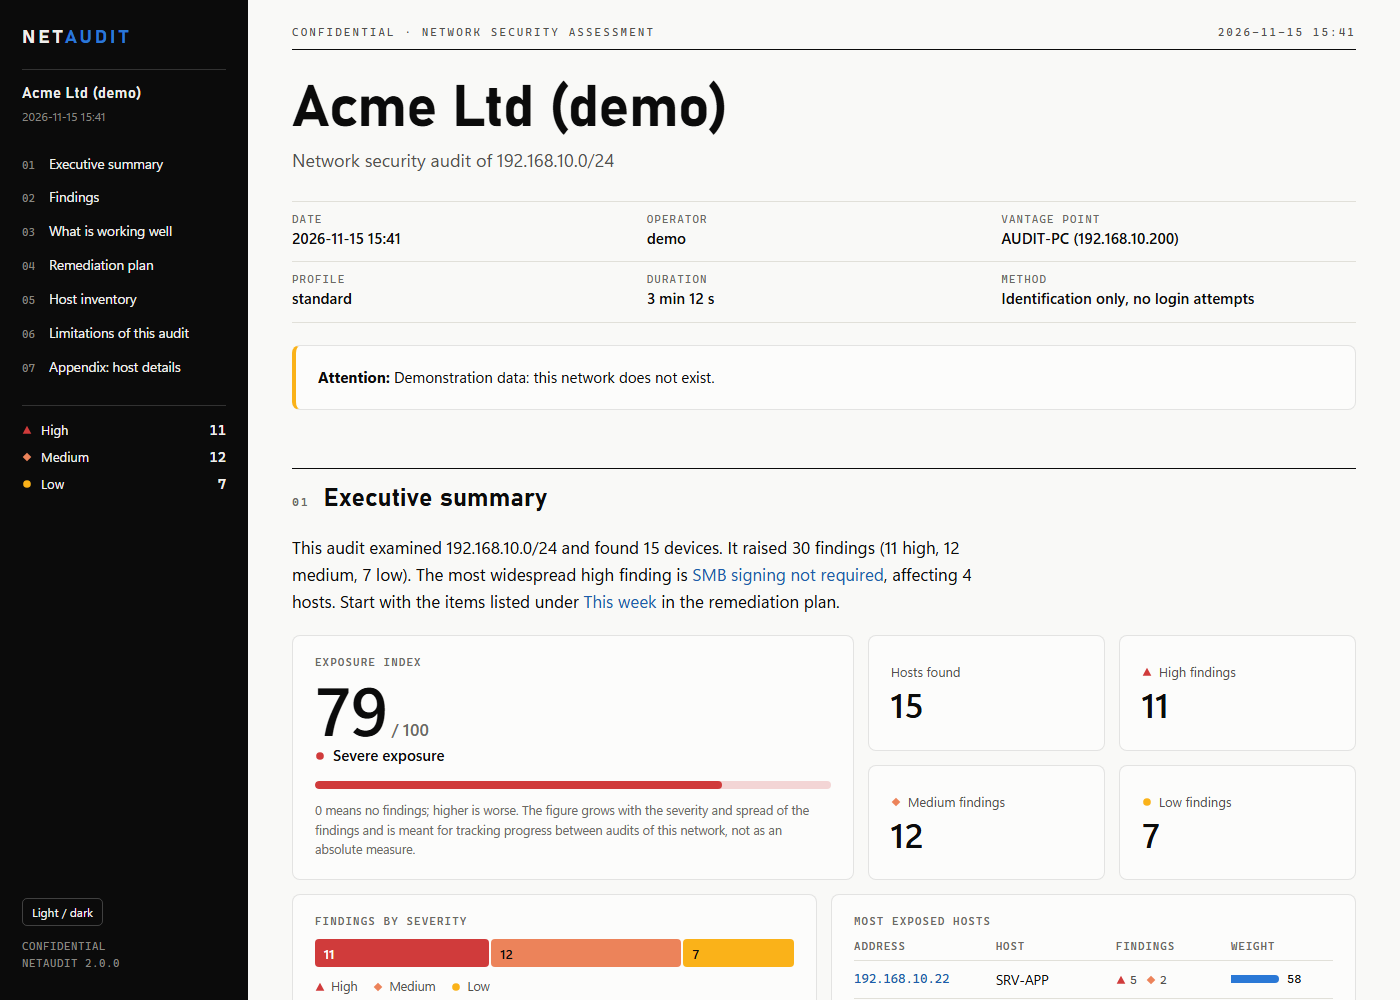 NETAUDIT
Acme Ltd (demo)
2026-11-15 15:41
01 Executive summary
02 Findings
03 What is working well
04 Remediation plan
05 Host inventory
06 Limitations of this audit
07 Appendix: host details
High 11
Medium 12
Low 7
Light / dark
CONFIDENTIAL
NETAUDIT 2.0.0
CONFIDENTIAL · NETWORK SECURITY ASSESSMENT 2026-11-15 15:41
Acme Ltd (demo)
Network security audit of 192.168.10.0/24
DATE OPERATOR VANTAGE POINT
2026-11-15 15:41 demo AUDIT-PC (192.168.10.200)
PROFILE DURATION METHOD
standard 3 min 12 s Identification only, no login attempts
Attention: Demonstration data: this network does not exist.
01 Executive summary
This audit examined 192.168.10.0/24 and found 15 devices. It raised 30 findings (11 high, 12
medium, 7 low). The most widespread high finding is SMB signing not required, affecting 4
hosts. Start with the items listed under This week in the remediation plan.
EXPOSURE INDEX
79 / 100
Severe exposure
0 means no findings; higher is worse. The figure grows with the severity and spread of the
findings and is meant for tracking progress between audits of this network, not as an
absolute measure.
Hosts found
15
High findings
11
Medium findings
12
Low findings
7
FINDINGS BY SEVERITY
11 12 7
High Medium Low
MOST EXPOSED HOSTS
ADDRESS HOST FINDINGS WEIGHT
192.168.10.22 SRV-APP 5 2 58